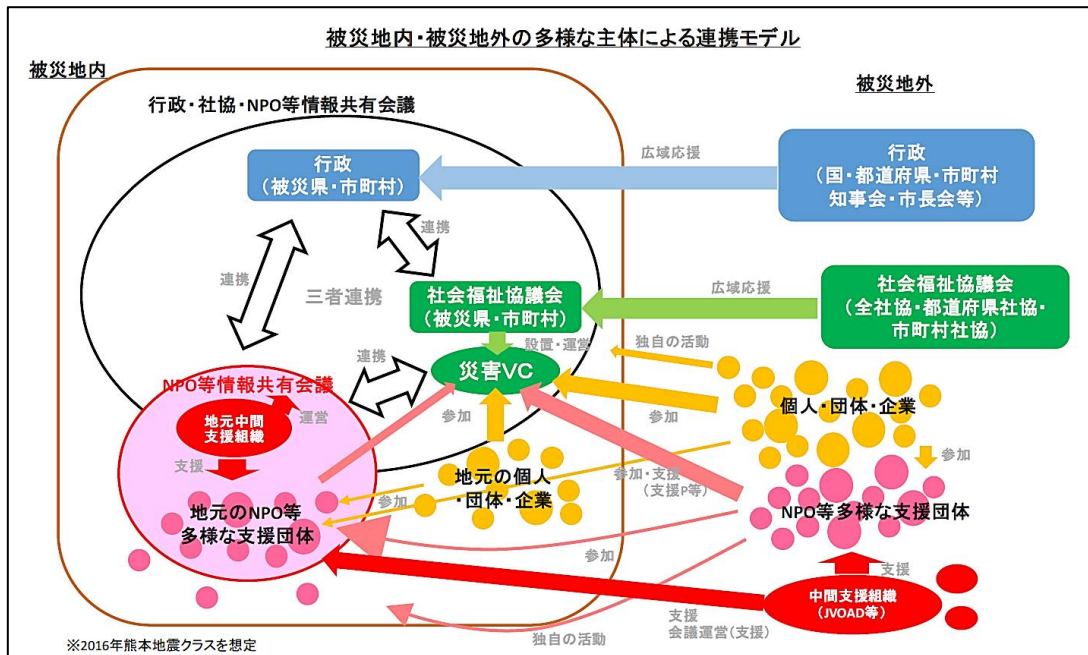 被災地内・被災地外の多様な主体による連携モデル
被災地内
被災地外
行政・社協・NPO等情報共有会議
行政
（被災県・市町村）
広域応援
行政
（国・都道府県・市町村
知事会・市長会等）
連携
連携
三者連携
社会福祉協議会
（被災県・市町村）
広域応援
社会福祉協議会
（全社協・都道府県社協・
市町村社協）
設置・運営
独自の活動
災害VC
連携
NPO等情報共有会議
地元中間
支援組織
運営
支援
参加
参加
個人・団体・企業
参加
地元の個人
・団体・企業
参加・支援
（支援P等）
参加
地元のNPO等
多様な支援団体
NPO等多様な支援団体
参加
支援
中間支援組織
（JVOAD等）
支援
会議運営（支援）
独自の活動
※2016年熊本地震クラスを想定